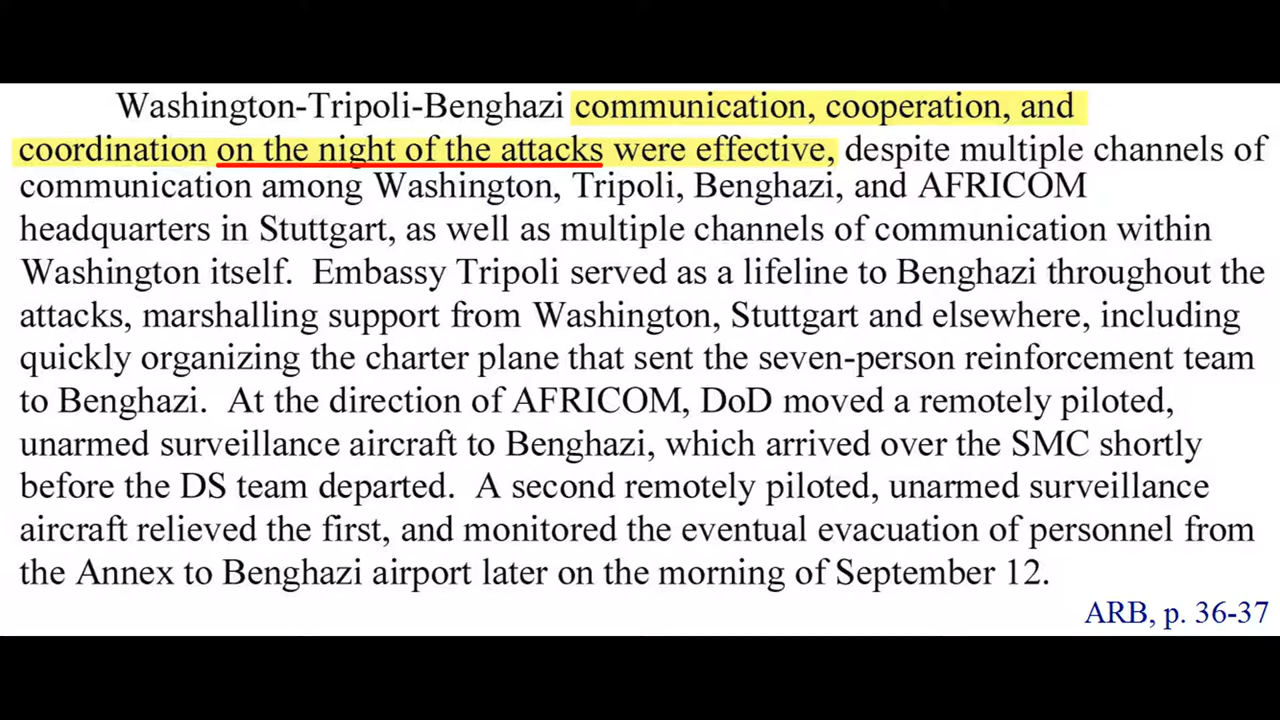 Washington-Tripoli-Benghazi communication, cooperation, and
coordination on the night of the attacks were effective, despite multiple channels of
communication among Washington, Tripoli, Benghazi, and AFRICOM
headquarters in Stuttgart, as well as multiple channels of communication within
Washington itself.  Embassy Tripoli served as a lifeline to Benghazi throughout the
attacks, marshalling support from Washington, Stuttgart and elsewhere, including
quickly organizing the charter plane that sent the seven-person reinforcement team
to Benghazi.  At the direction of AFRICOM, DoD moved a remotely piloted,
unarmed surveillance aircraft to Benghazi, which arrived over the SMC shortly
before the DS team departed.  A second remotely piloted, unarmed surveillance
aircraft relieved the first, and monitored the eventual evacuation of personnel from
the Annex to Benghazi airport later on the morning of September 12.
ARB, p. 36-37